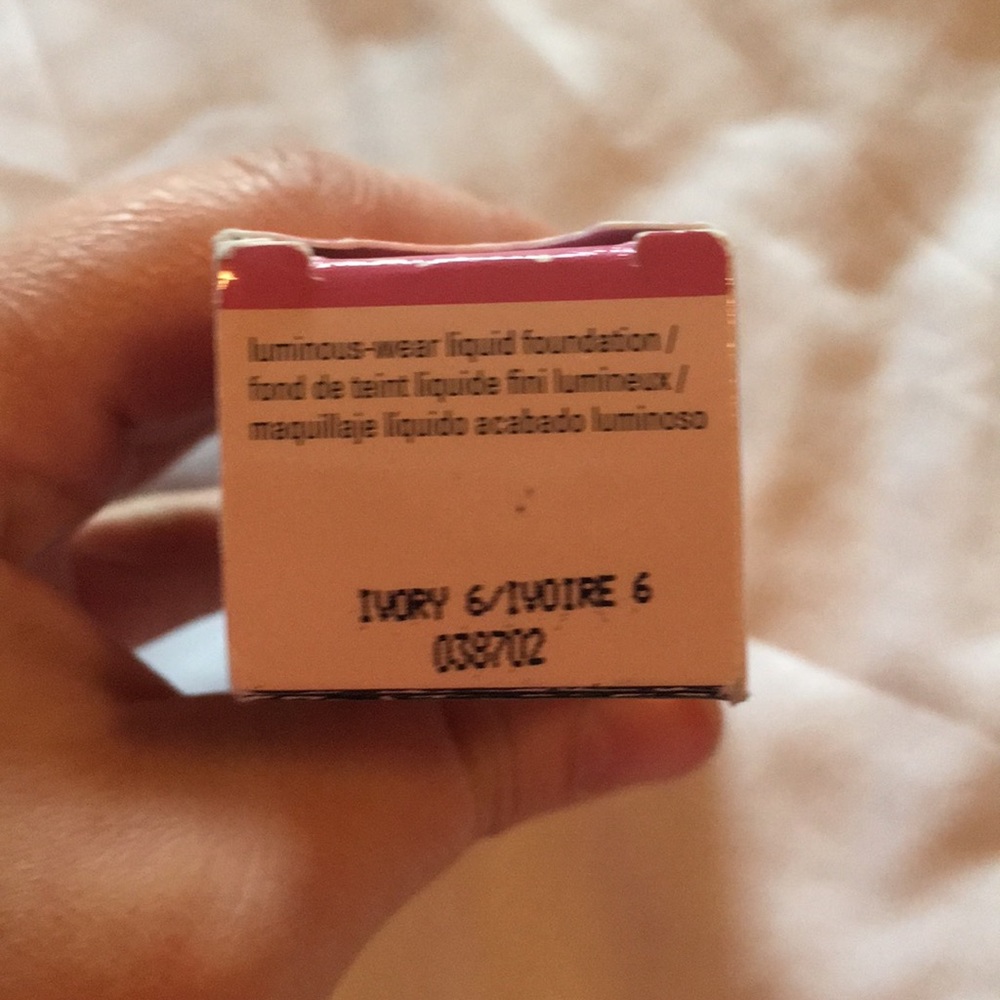 luminous-wear liquid foundation /
fond de teint liquide fini lumineux /
maquillaje líquido acabado luminoso
IVORY 6/IVOIRE 6
038702